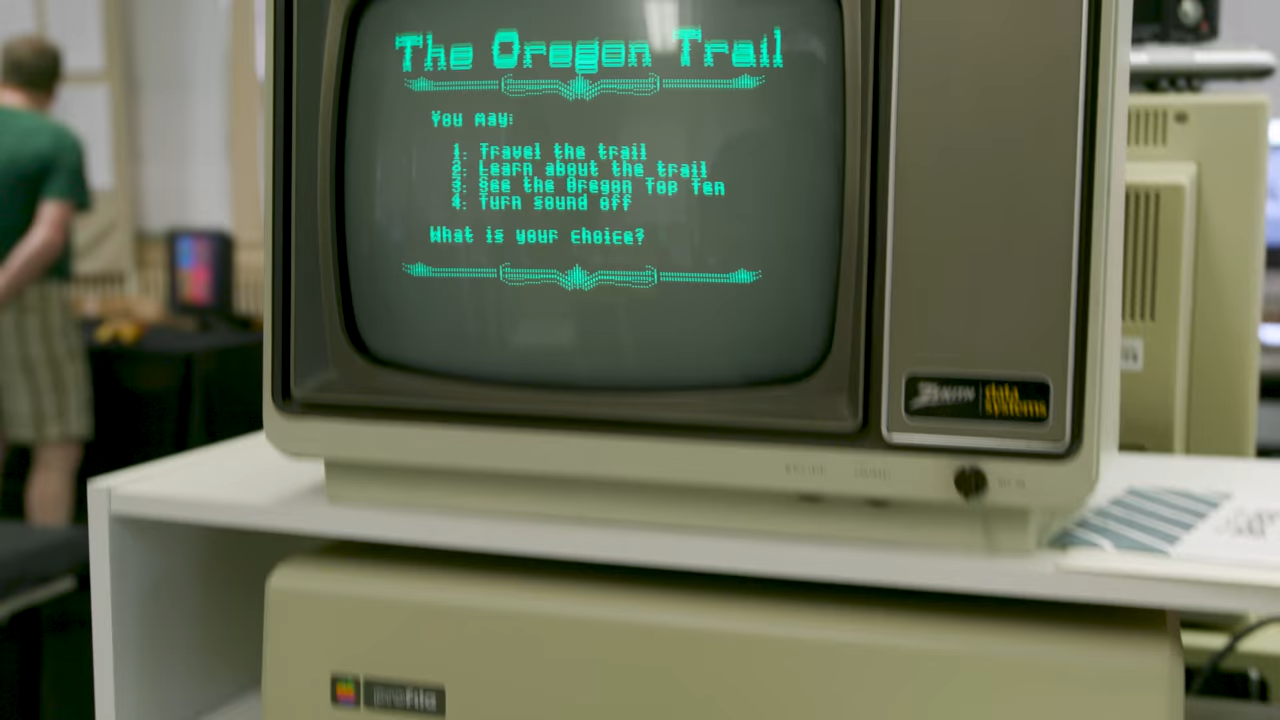 The Oregon Trail
You may:
1. Travel the trail
2. Learn about the trail
3. See the Oregon Top Ten
4. Turn sound off
What is your choice?
ZENITH data systems
profile